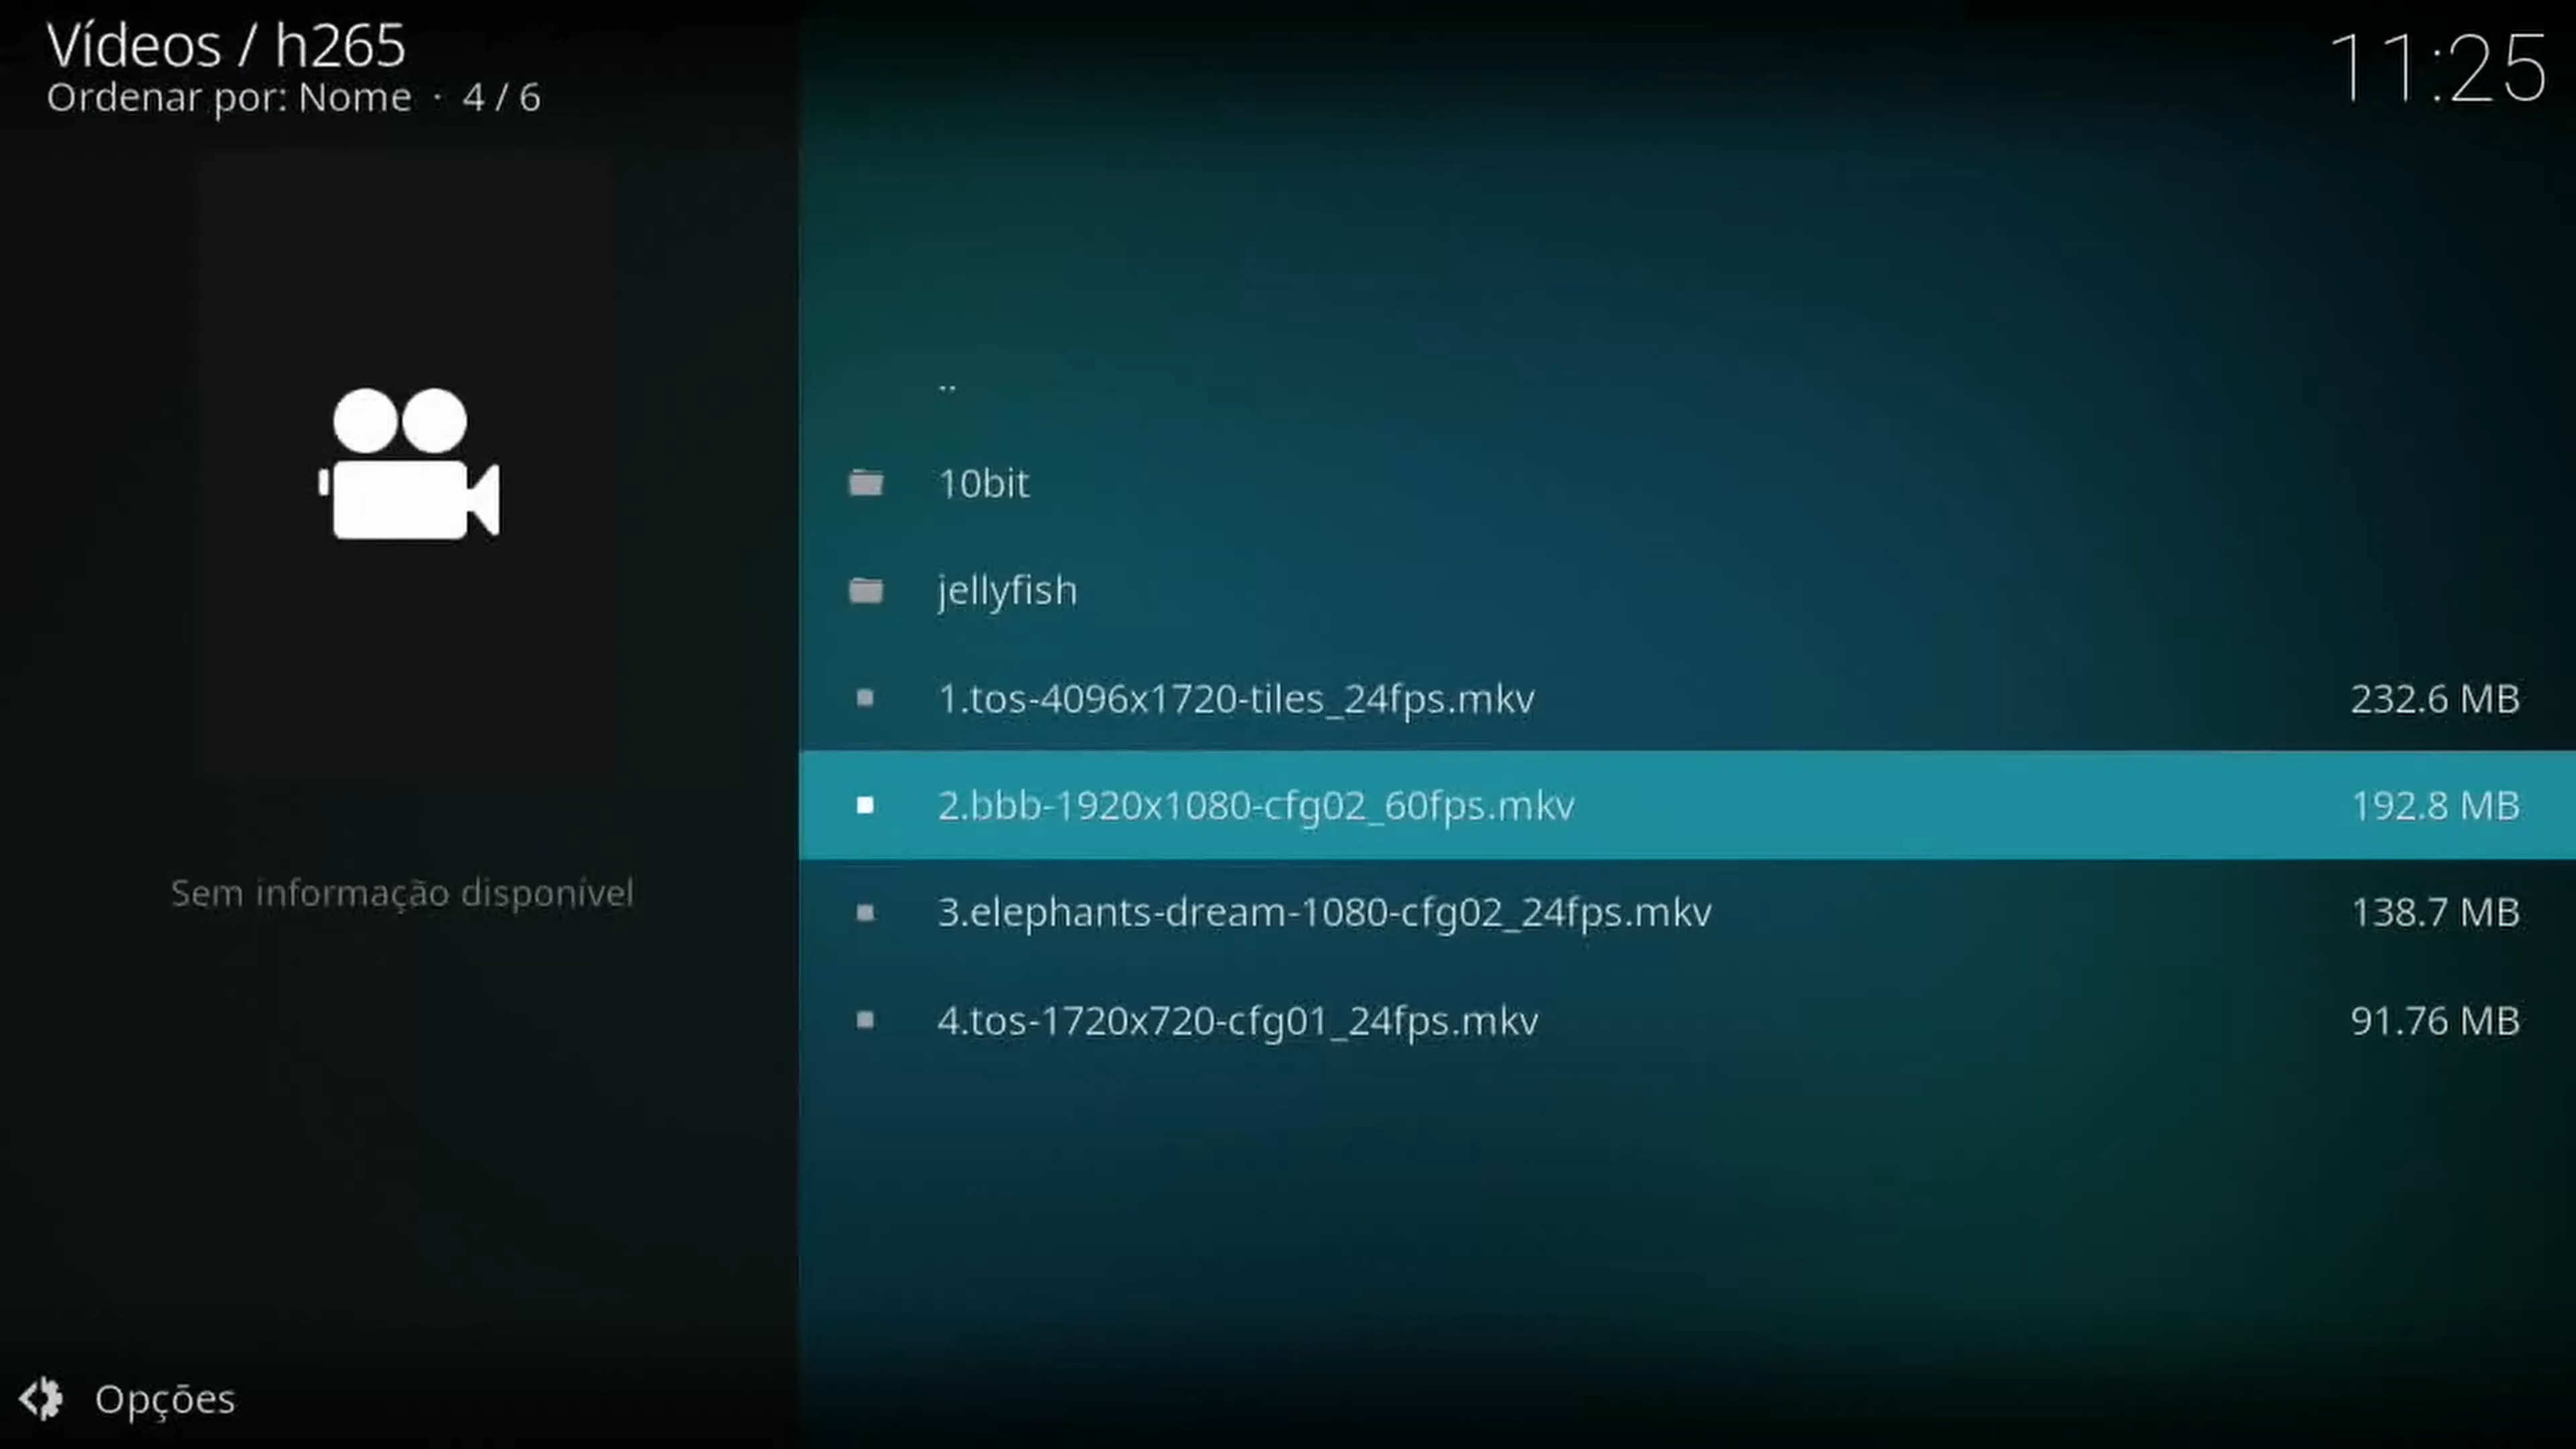 Vídeos / h265
Ordenar por: Nome · 4 / 6
11:25
..
10bit
jellyfish
1.tos-4096x1720-tiles_24fps.mkv 232.6 MB
2.bbb-1920x1080-cfg02_60fps.mkv 192.8 MB
3.elephants-dream-1080-cfg02_24fps.mkv 138.7 MB
4.tos-1720x720-cfg01_24fps.mkv 91.76 MB
Sem informação disponível
Opções